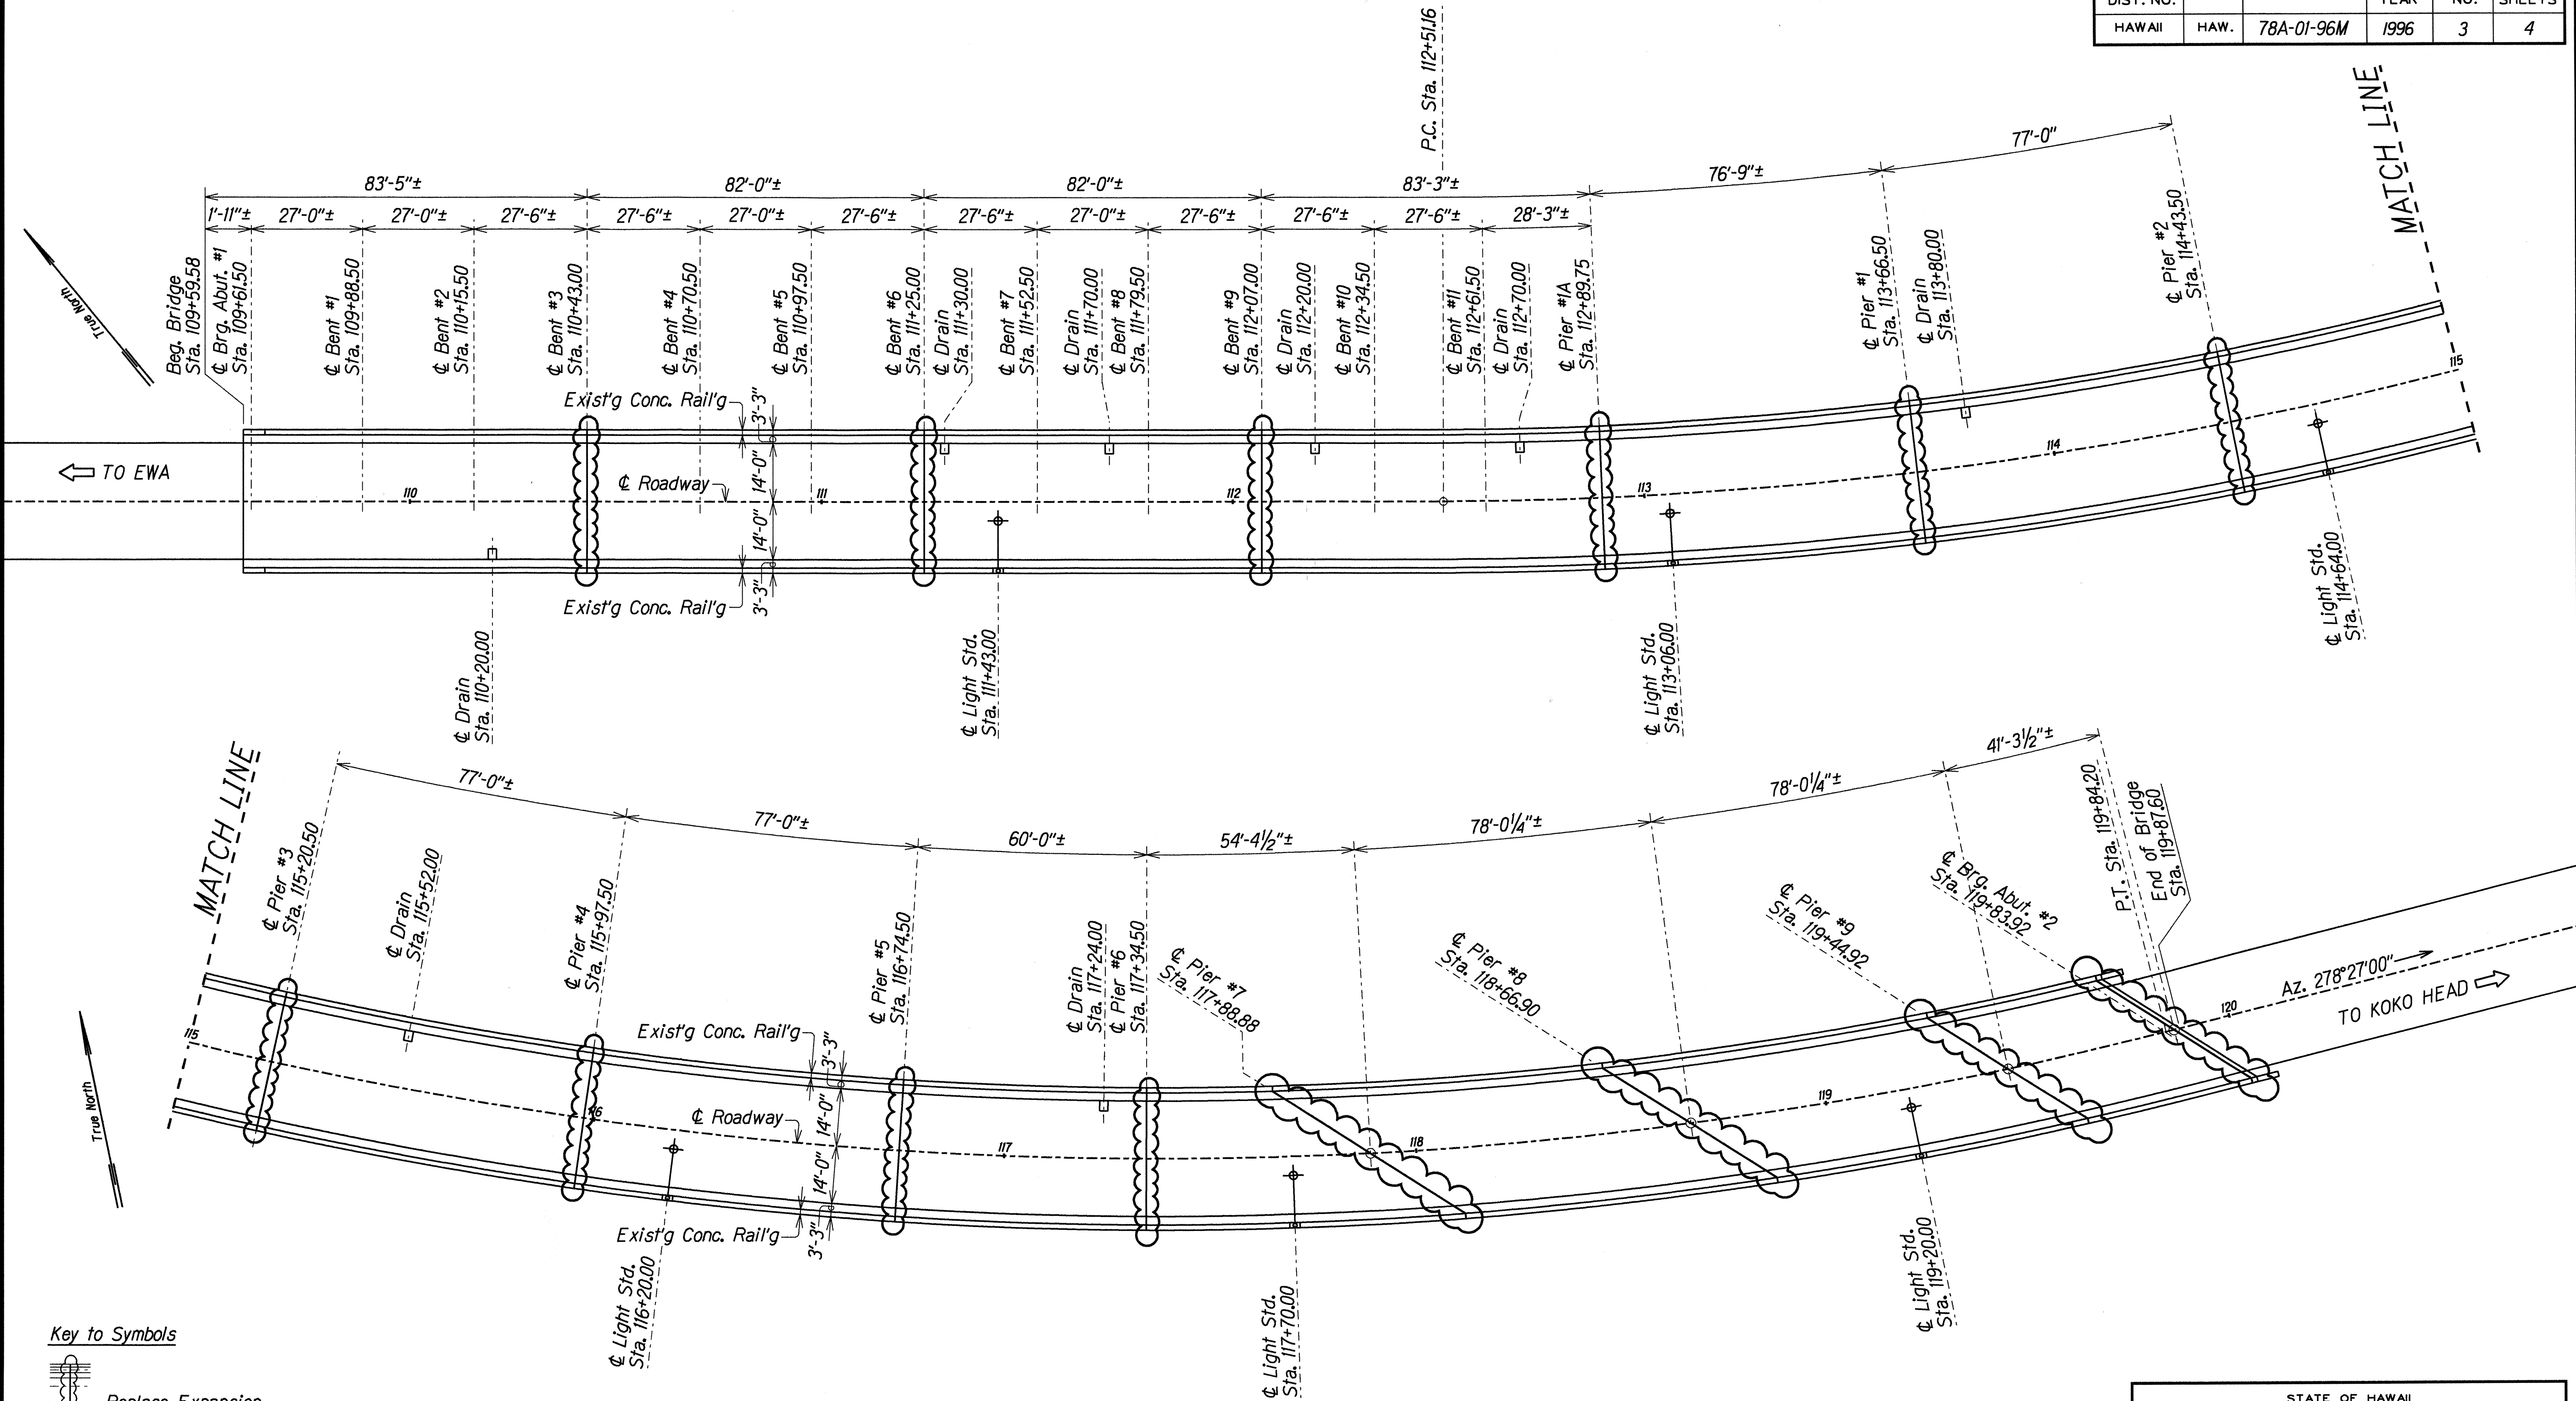 DIST. NO. YEAR NO. SHEETS
HAWAII HAW. 78A-01-96M 1996 3 4
P.C. Sta. 112+51.16
MATCH LINE
83'-5"± 82'-0"± 82'-0"± 83'-3"± 76'-9"± 77'-0"
1'-11"± 27'-0"± 27'-0"± 27'-6"± 27'-6"± 27'-0"± 27'-6"± 27'-6"± 27'-0"± 27'-6"± 27'-6"± 27'-6"± 28'-3"±
True North
Beg. Bridge
Sta. 109+59.58
℄ Brg. Abut. #1
Sta. 109+61.50
℄ Bent #1
Sta. 109+88.50
℄ Bent #2
Sta. 110+15.50
℄ Bent #3
Sta. 110+43.00
℄ Bent #4
Sta. 110+70.50
℄ Bent #5
Sta. 110+97.50
℄ Bent #6
Sta. 111+25.00
℄ Drain
Sta. 111+30.00
℄ Bent #7
Sta. 111+52.50
℄ Drain
Sta. 111+70.00
℄ Bent #8
Sta. 111+79.50
℄ Bent #9
Sta. 112+07.00
℄ Drain
Sta. 112+20.00
℄ Bent #10
Sta. 112+34.50
℄ Bent #11
Sta. 112+61.50
℄ Drain
Sta. 112+70.00
℄ Pier #1A
Sta. 112+89.75
℄ Pier #1
Sta. 113+66.50
℄ Drain
Sta. 113+80.00
℄ Pier #2
Sta. 114+43.50
Exist'g Conc. Rail'g
3'-3"
14'-0"
14'-0"
3'-3"
TO EWA
℄ Roadway
110 111 112 113 114 115
Exist'g Conc. Rail'g
℄ Drain
Sta. 110+20.00
℄ Light Std.
Sta. 111+43.00
℄ Light Std.
Sta. 113+06.00
℄ Light Std.
Sta. 114+64.00
MATCH LINE
77'-0"± 77'-0"± 60'-0"± 54'-4½"± 78'-0¼"± 78'-0¼"± 41'-3½"±
℄ Pier #3
Sta. 115+20.50
℄ Drain
Sta. 115+52.00
℄ Pier #4
Sta. 115+97.50
℄ Pier #5
Sta. 116+74.50
℄ Drain
Sta. 117+24.00
℄ Pier #6
Sta. 117+34.50
℄ Pier #7
Sta. 117+88.88
℄ Pier #8
Sta. 118+66.90
℄ Pier #9
Sta. 119+44.92
℄ Brg. Abut. #2
Sta. 119+83.92
P.T. Sta. 119+84.20
End of Bridge
Sta. 119+87.60
Az. 278°27'00"
TO KOKO HEAD
True North
Exist'g Conc. Rail'g
3'-3"
14'-0"
14'-0"
3'-3"
℄ Roadway
115 116 117 118 119 120
Exist'g Conc. Rail'g
℄ Light Std.
Sta. 116+20.00
℄ Light Std.
Sta. 117+70.00
℄ Light Std.
Sta. 119+20.00
Key to Symbols
Replace Expansion
STATE OF HAWAII